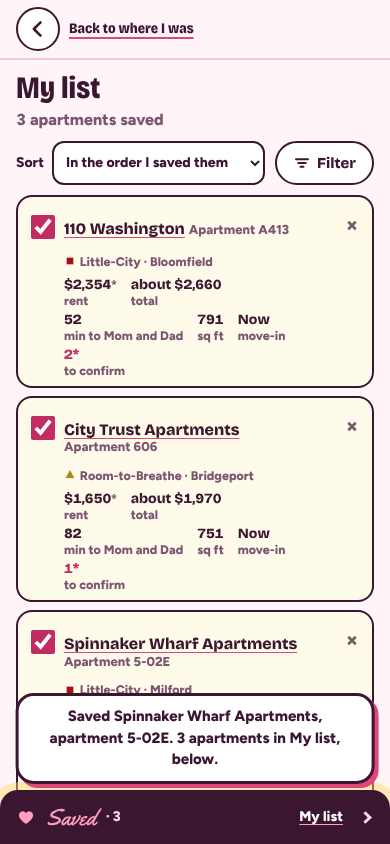 Back to where I was
My list
3 apartments saved
Sort In the order I saved them Filter
110 Washington Apartment A413 ×
Little-City · Bloomfield
$2,354* about $2,660
rent total
52 791 Now
min to Mom and Dad sq ft move-in
2*
to confirm
City Trust Apartments ×
Apartment 606
Room-to-Breathe · Bridgeport
$1,650* about $1,970
rent total
82 751 Now
min to Mom and Dad sq ft move-in
1*
to confirm
Spinnaker Wharf Apartments ×
Apartment 5-02E
Little-City · Milford
Saved Spinnaker Wharf Apartments,
apartment 5-02E. 3 apartments in My list,
below.
Saved · 3 My list